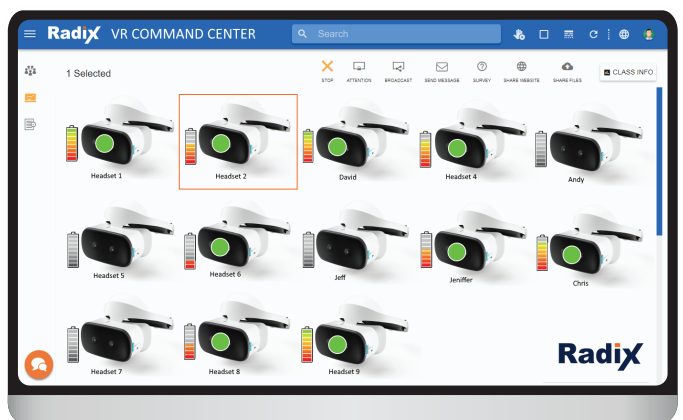 RadiX VR COMMAND CENTER
Search
1 Selected
STOP
ATTENTION
BROADCAST
SEND MESSAGE
SURVEY
SHARE WEBSITE
SHARE FILES
CLASS INFO
Headset 1
Headset 2
David
Headset 4
Andy
Headset 5
Headset 6
Jeff
Jeniffer
Chris
Headset 7
Headset 8
Headset 9
RadiX